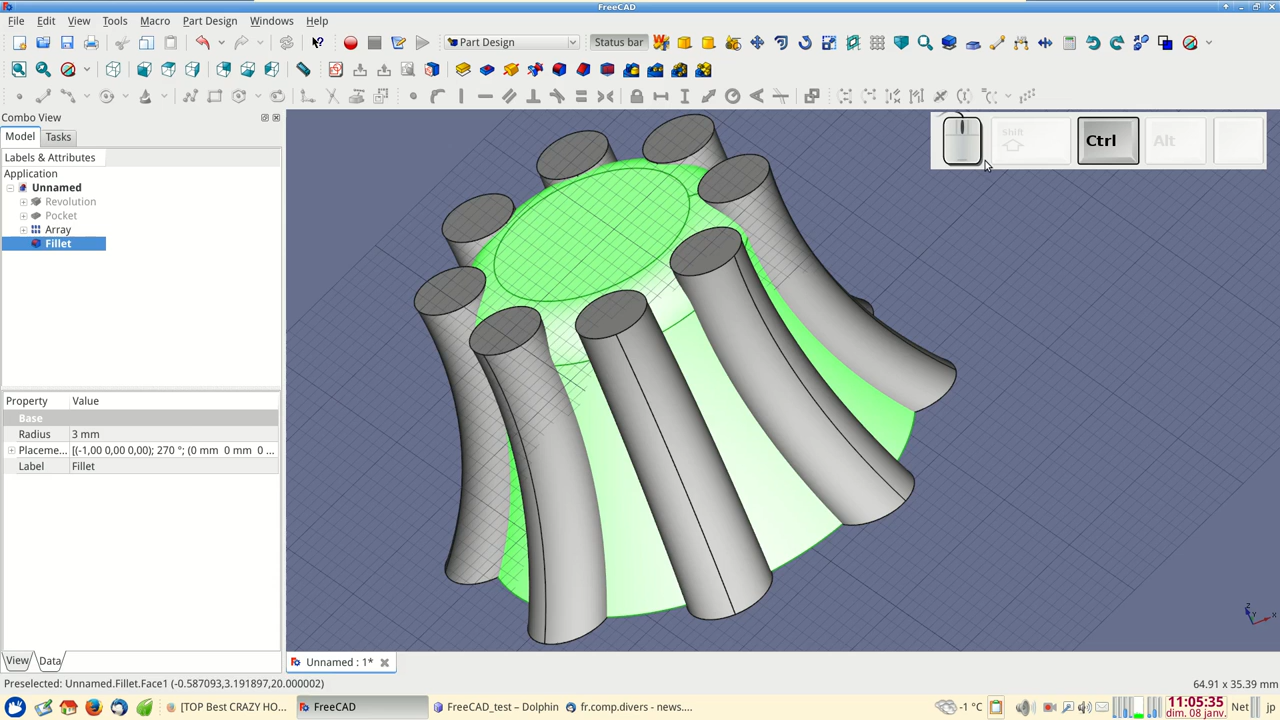 FreeCAD
File Edit View Tools Macro Part Design Windows Help
Part Design Status bar
Combo View
Model Tasks
Labels & Attributes
Application
Unnamed
Revolution
Pocket
Array
Fillet
Shift Ctrl Alt
Property Value
Base
Radius 3 mm
Placeme... [(-1,00 0,00 0,00); 270 °; (0 mm 0 mm 0 ...
Label Fillet
View Data
Unnamed : 1*
Z Y X
Preselected: Unnamed.Fillet.Face1 (-0.587093,3.191897,20.000002) 64.91 x 35.39 mm
[TOP Best CRAZY HO... FreeCAD FreeCAD_test – Dolphin fr.comp.divers - news.... -1 °C 11:05:35 Net jp
dim. 08 janv.